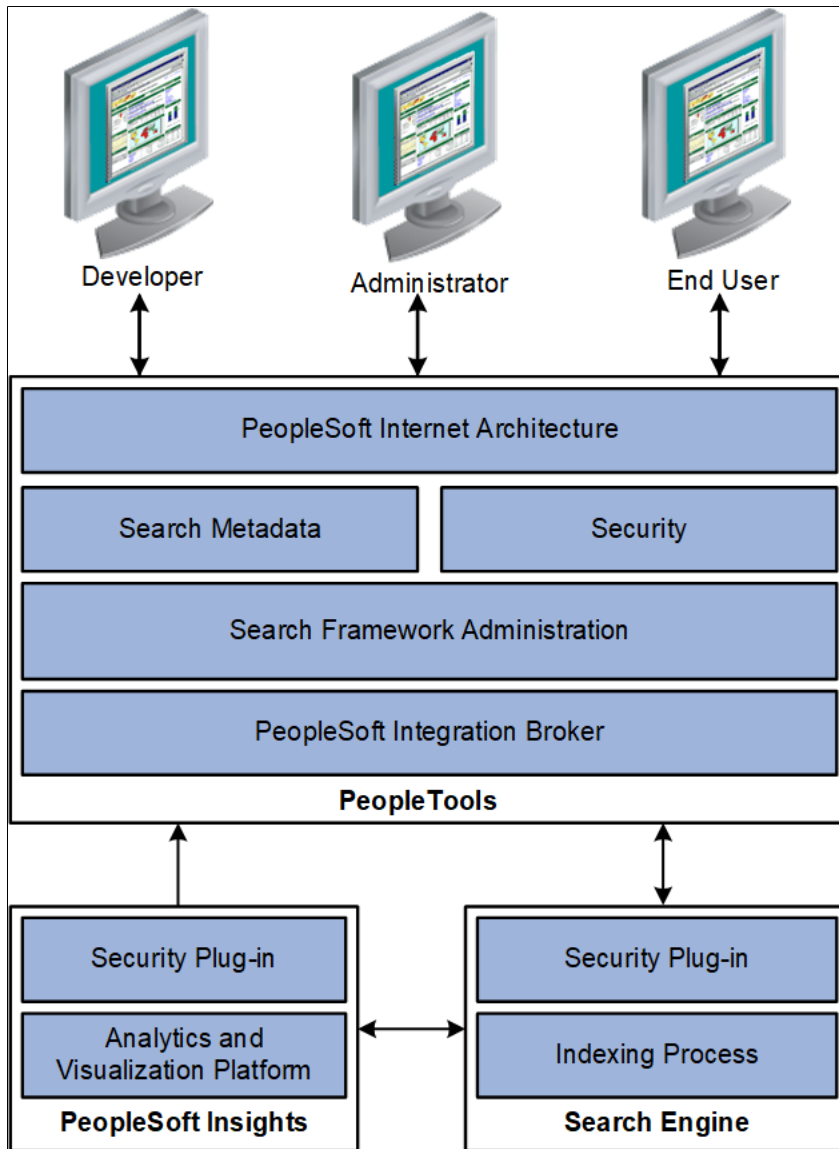 Developer
Administrator
End User
PeopleSoft Internet Architecture
Search Metadata
Security
Search Framework Administration
PeopleSoft Integration Broker
PeopleTools
Security Plug-in
Analytics and
Visualization Platform
PeopleSoft Insights
Security Plug-in
Indexing Process
Search Engine